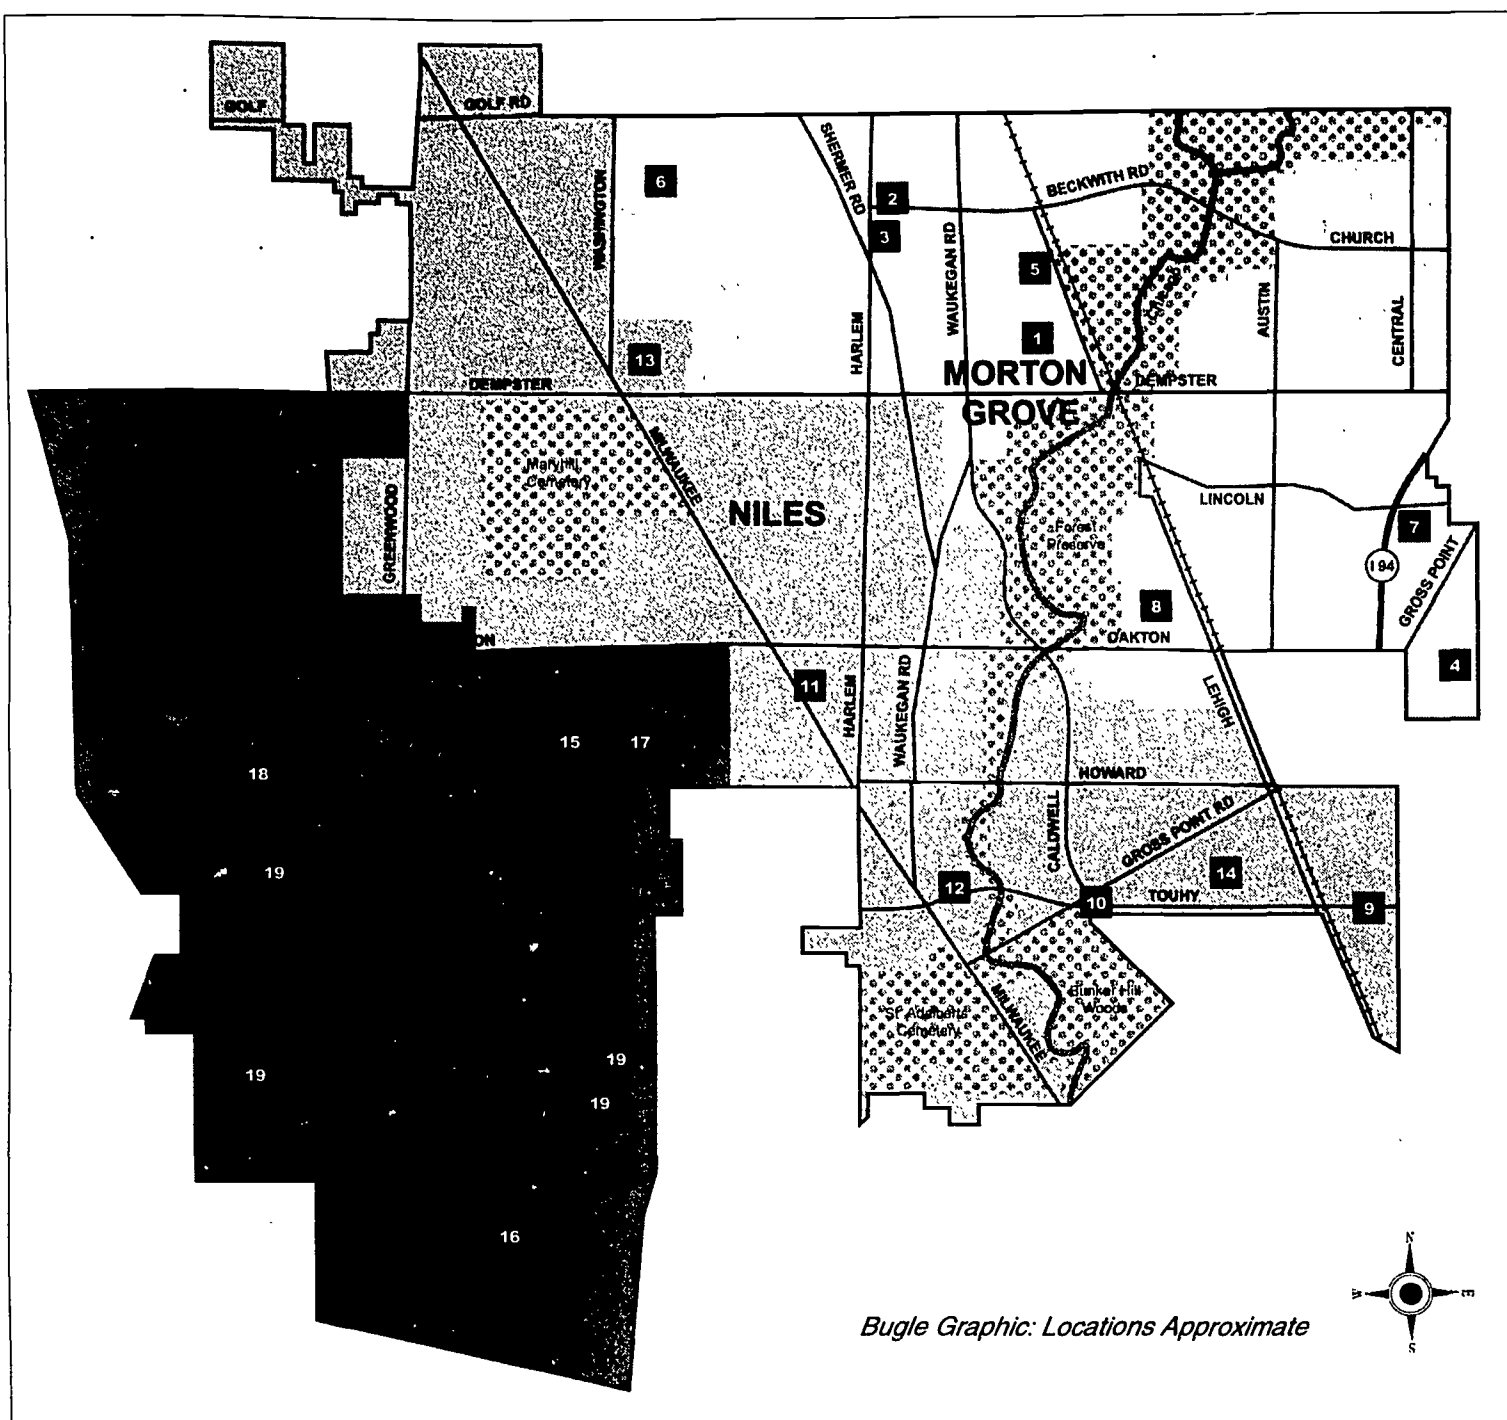 GOLF
GOLF RD
WASHINGTON
6
SHERMER RD
2
3
WAUKEGAN RD
BECKWITH RD
CHURCH
5
1
AUSTIN
CENTRAL
HARLEM
13
DEMPSTER
MORTON
GROVE
DEMPSTER
Maryhill
Cemetery
MILWAUKEE
NILES
GREENWOOD
LINCOLN
Forest
Preserve
7
I 94
GROSS POINT
8
OAKTON
ON
4
11
HARLEM
WAUKEGAN RD
LEHIGH
15
17
18
HOWARD
CALDWELL
GROSS POINT RD
19
14
12
10
TOUHY
9
MILWAUKEE
Bunker Hill
Woods
St. Adalberts
Cemetery
19
19
19
16
N
W
E
S
Bugle Graphic: Locations Approximate